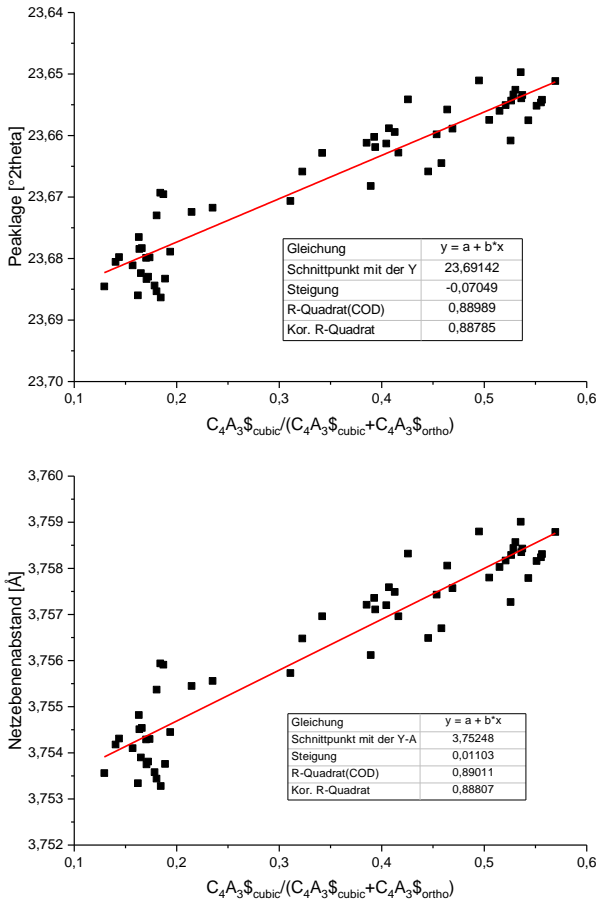 23,64
23,65
23,66
23,67
23,68
23,69
23,70
Peaklage [°2theta]
Gleichung y = a + b*x
Schnittpunkt mit der Y 23,69142
Steigung -0,07049
R-Quadrat(COD) 0,88989
Kor. R-Quadrat 0,88785
0,1 0,2 0,3 0,4 0,5 0,6
C₄A₃$cubic/(C₄A₃$cubic+C₄A₃$ortho)
3,760
3,759
3,758
3,757
3,756
3,755
3,754
3,753
3,752
Netzebenenabstand [Å]
Gleichung y = a + b*x
Schnittpunkt mit der Y-A 3,75248
Steigung 0,01103
R-Quadrat(COD) 0,89011
Kor. R-Quadrat 0,88807
0,1 0,2 0,3 0,4 0,5 0,6
C₄A₃$cubic/(C₄A₃$cubic+C₄A₃$ortho)